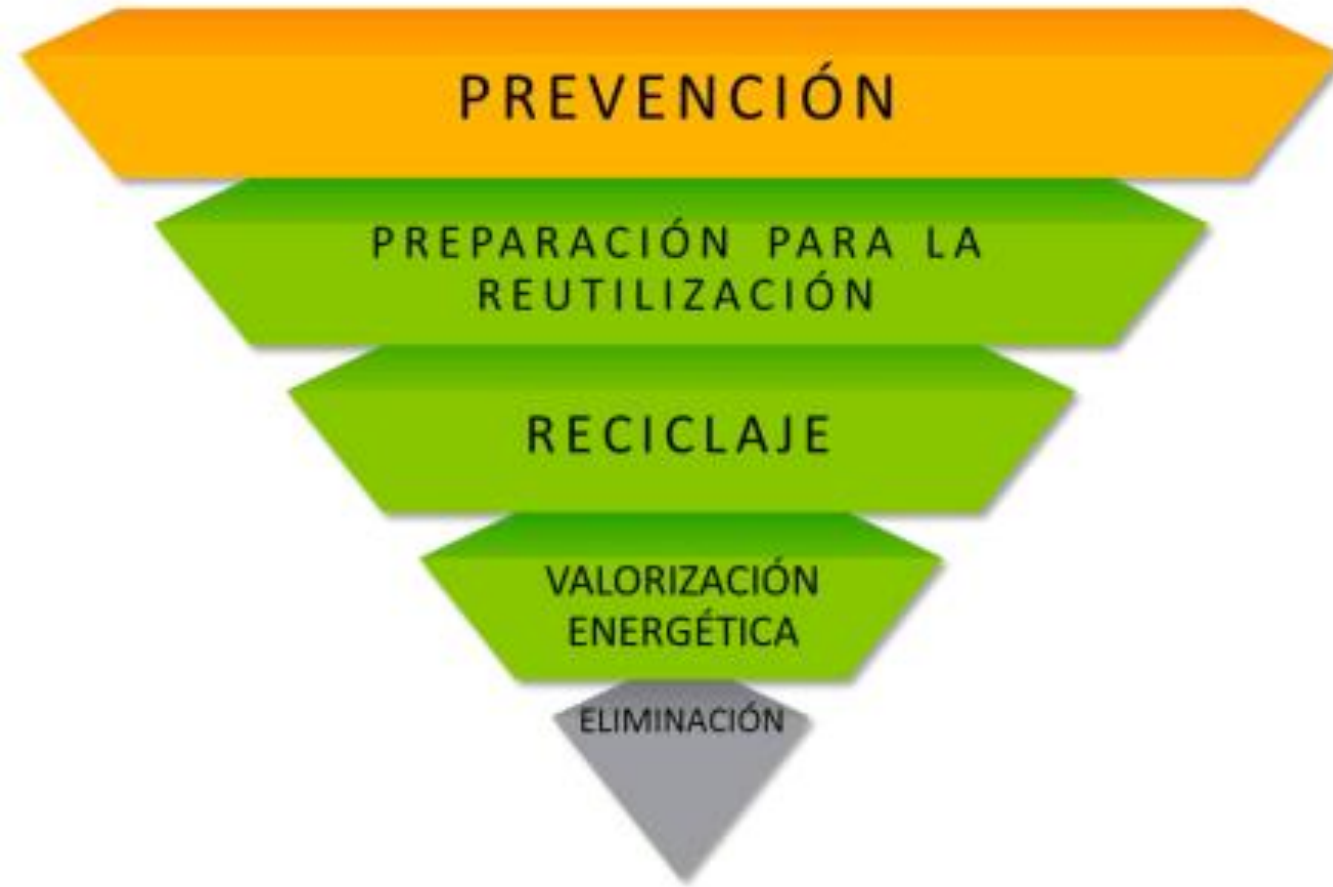 PREVENCIÓN
PREPARACIÓN PARA LA
REUTILIZACIÓN
RECICLAJE
VALORIZACIÓN
ENERGÉTICA
ELIMINACIÓN